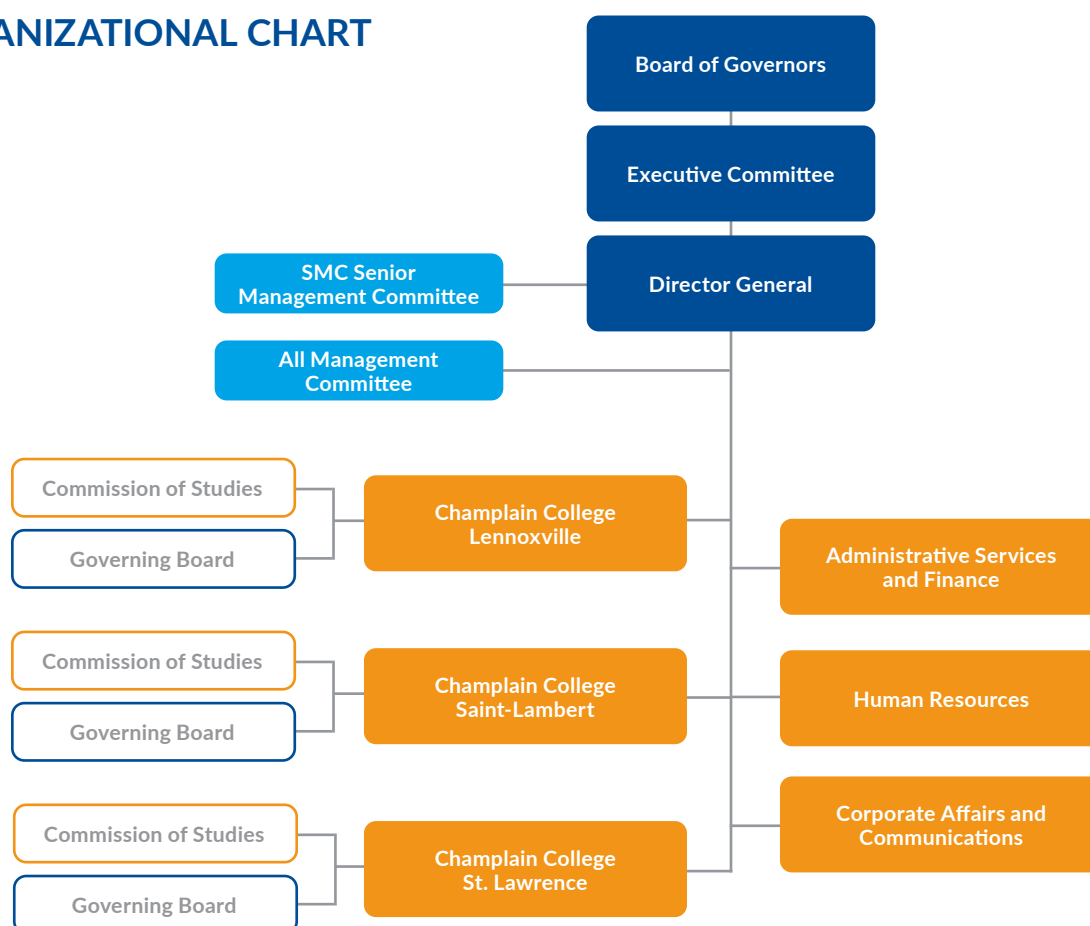 ANIZATIONAL CHART
Board of Governors
Executive Committee
Director General
SMC Senior
Management Committee
All Management
Committee
Commission of Studies
Governing Board
Champlain College
Lennoxville
Administrative Services
and Finance
Commission of Studies
Governing Board
Champlain College
Saint-Lambert
Human Resources
Commission of Studies
Governing Board
Champlain College
St. Lawrence
Corporate Affairs and
Communications